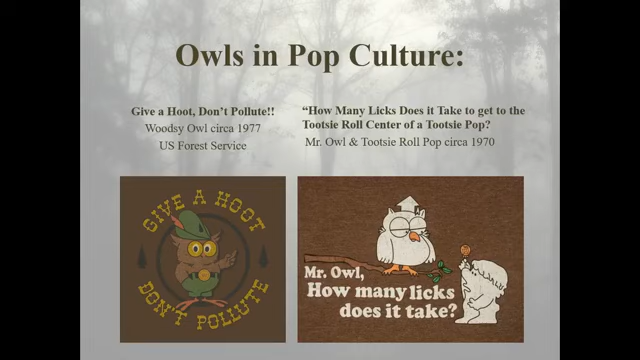 Owls in Pop Culture:
Give a Hoot, Don't Pollute!!
Woodsy Owl circa 1977
US Forest Service
“How Many Licks Does it Take to get to the
Tootsie Roll Center of a Tootsie Pop?
Mr. Owl & Tootsie Roll Pop circa 1970
GIVE A HOOT
DON'T POLLUTE
Mr. Owl,
How many licks
does it take?